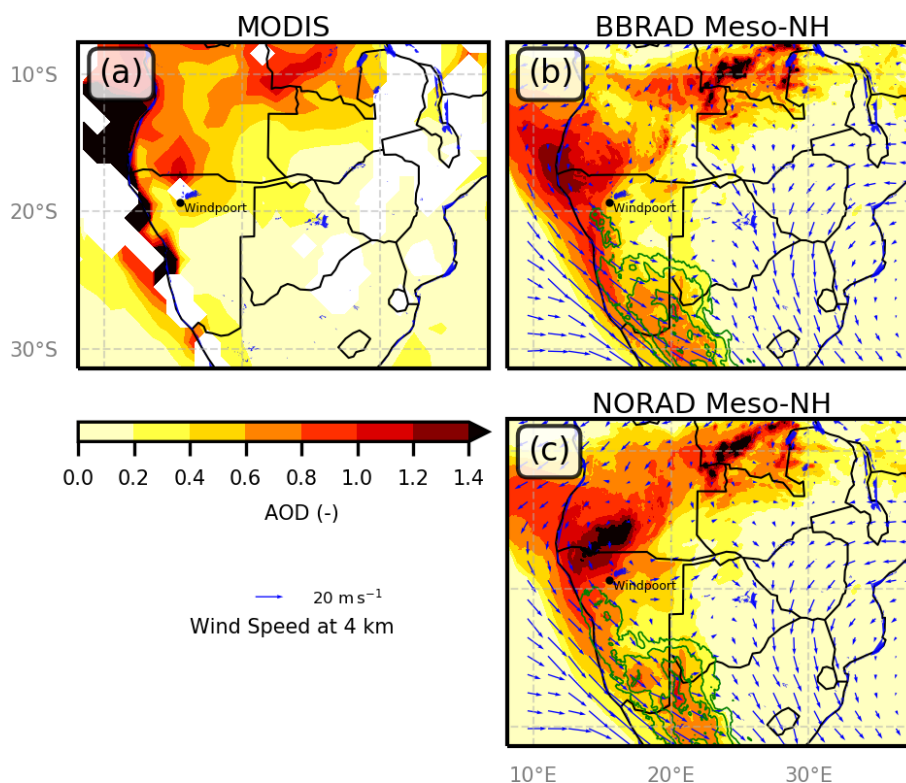 MODIS
BBRAD Meso-NH
(a)
(b)
10°S
20°S
30°S
Windpoort
Windpoort
NORAD Meso-NH
(c)
Windpoort
0.0 0.2 0.4 0.6 0.8 1.0 1.2 1.4
AOD (-)
20 m s⁻¹
Wind Speed at 4 km
10°E 20°E 30°E